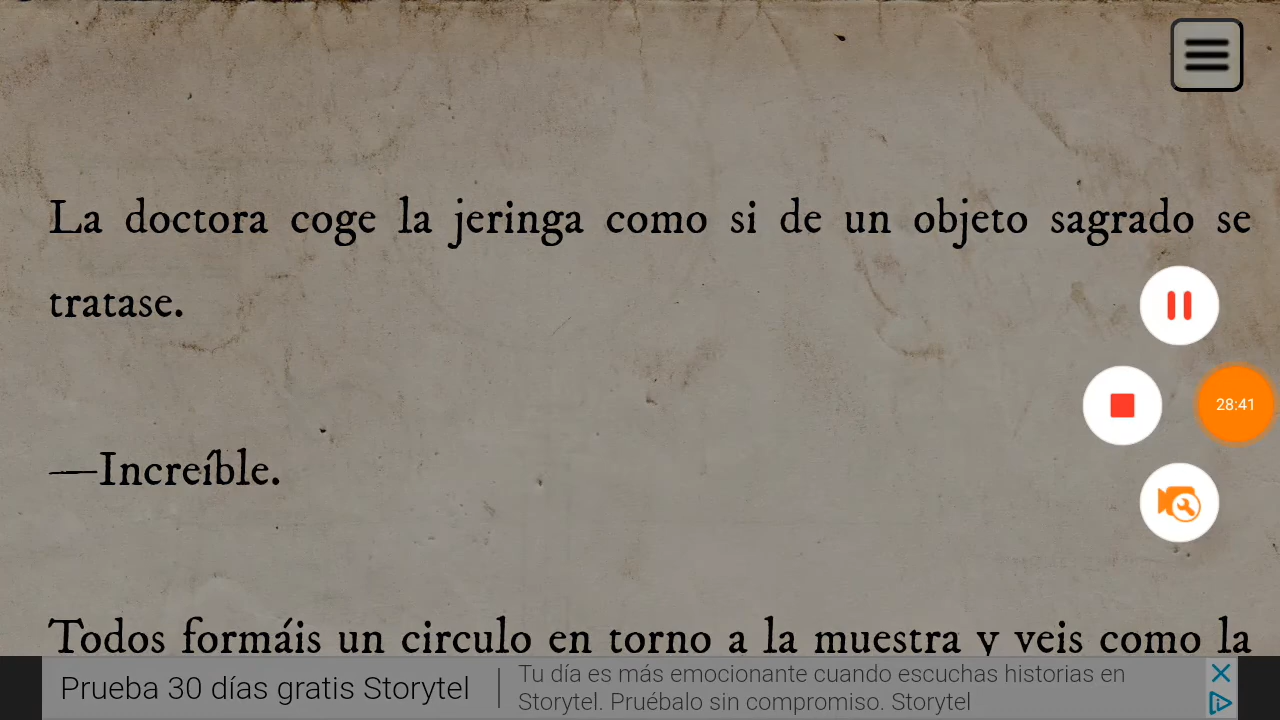 La doctora coge la jeringa como si de un objeto sagrado se
tratase.
28:41
—Increíble.
Todos formáis un circulo en torno a la muestra y veis como la
Prueba 30 días gratis Storytel
Tu día es más emocionante cuando escuchas historias en
Storytel. Pruébalo sin compromiso. Storytel